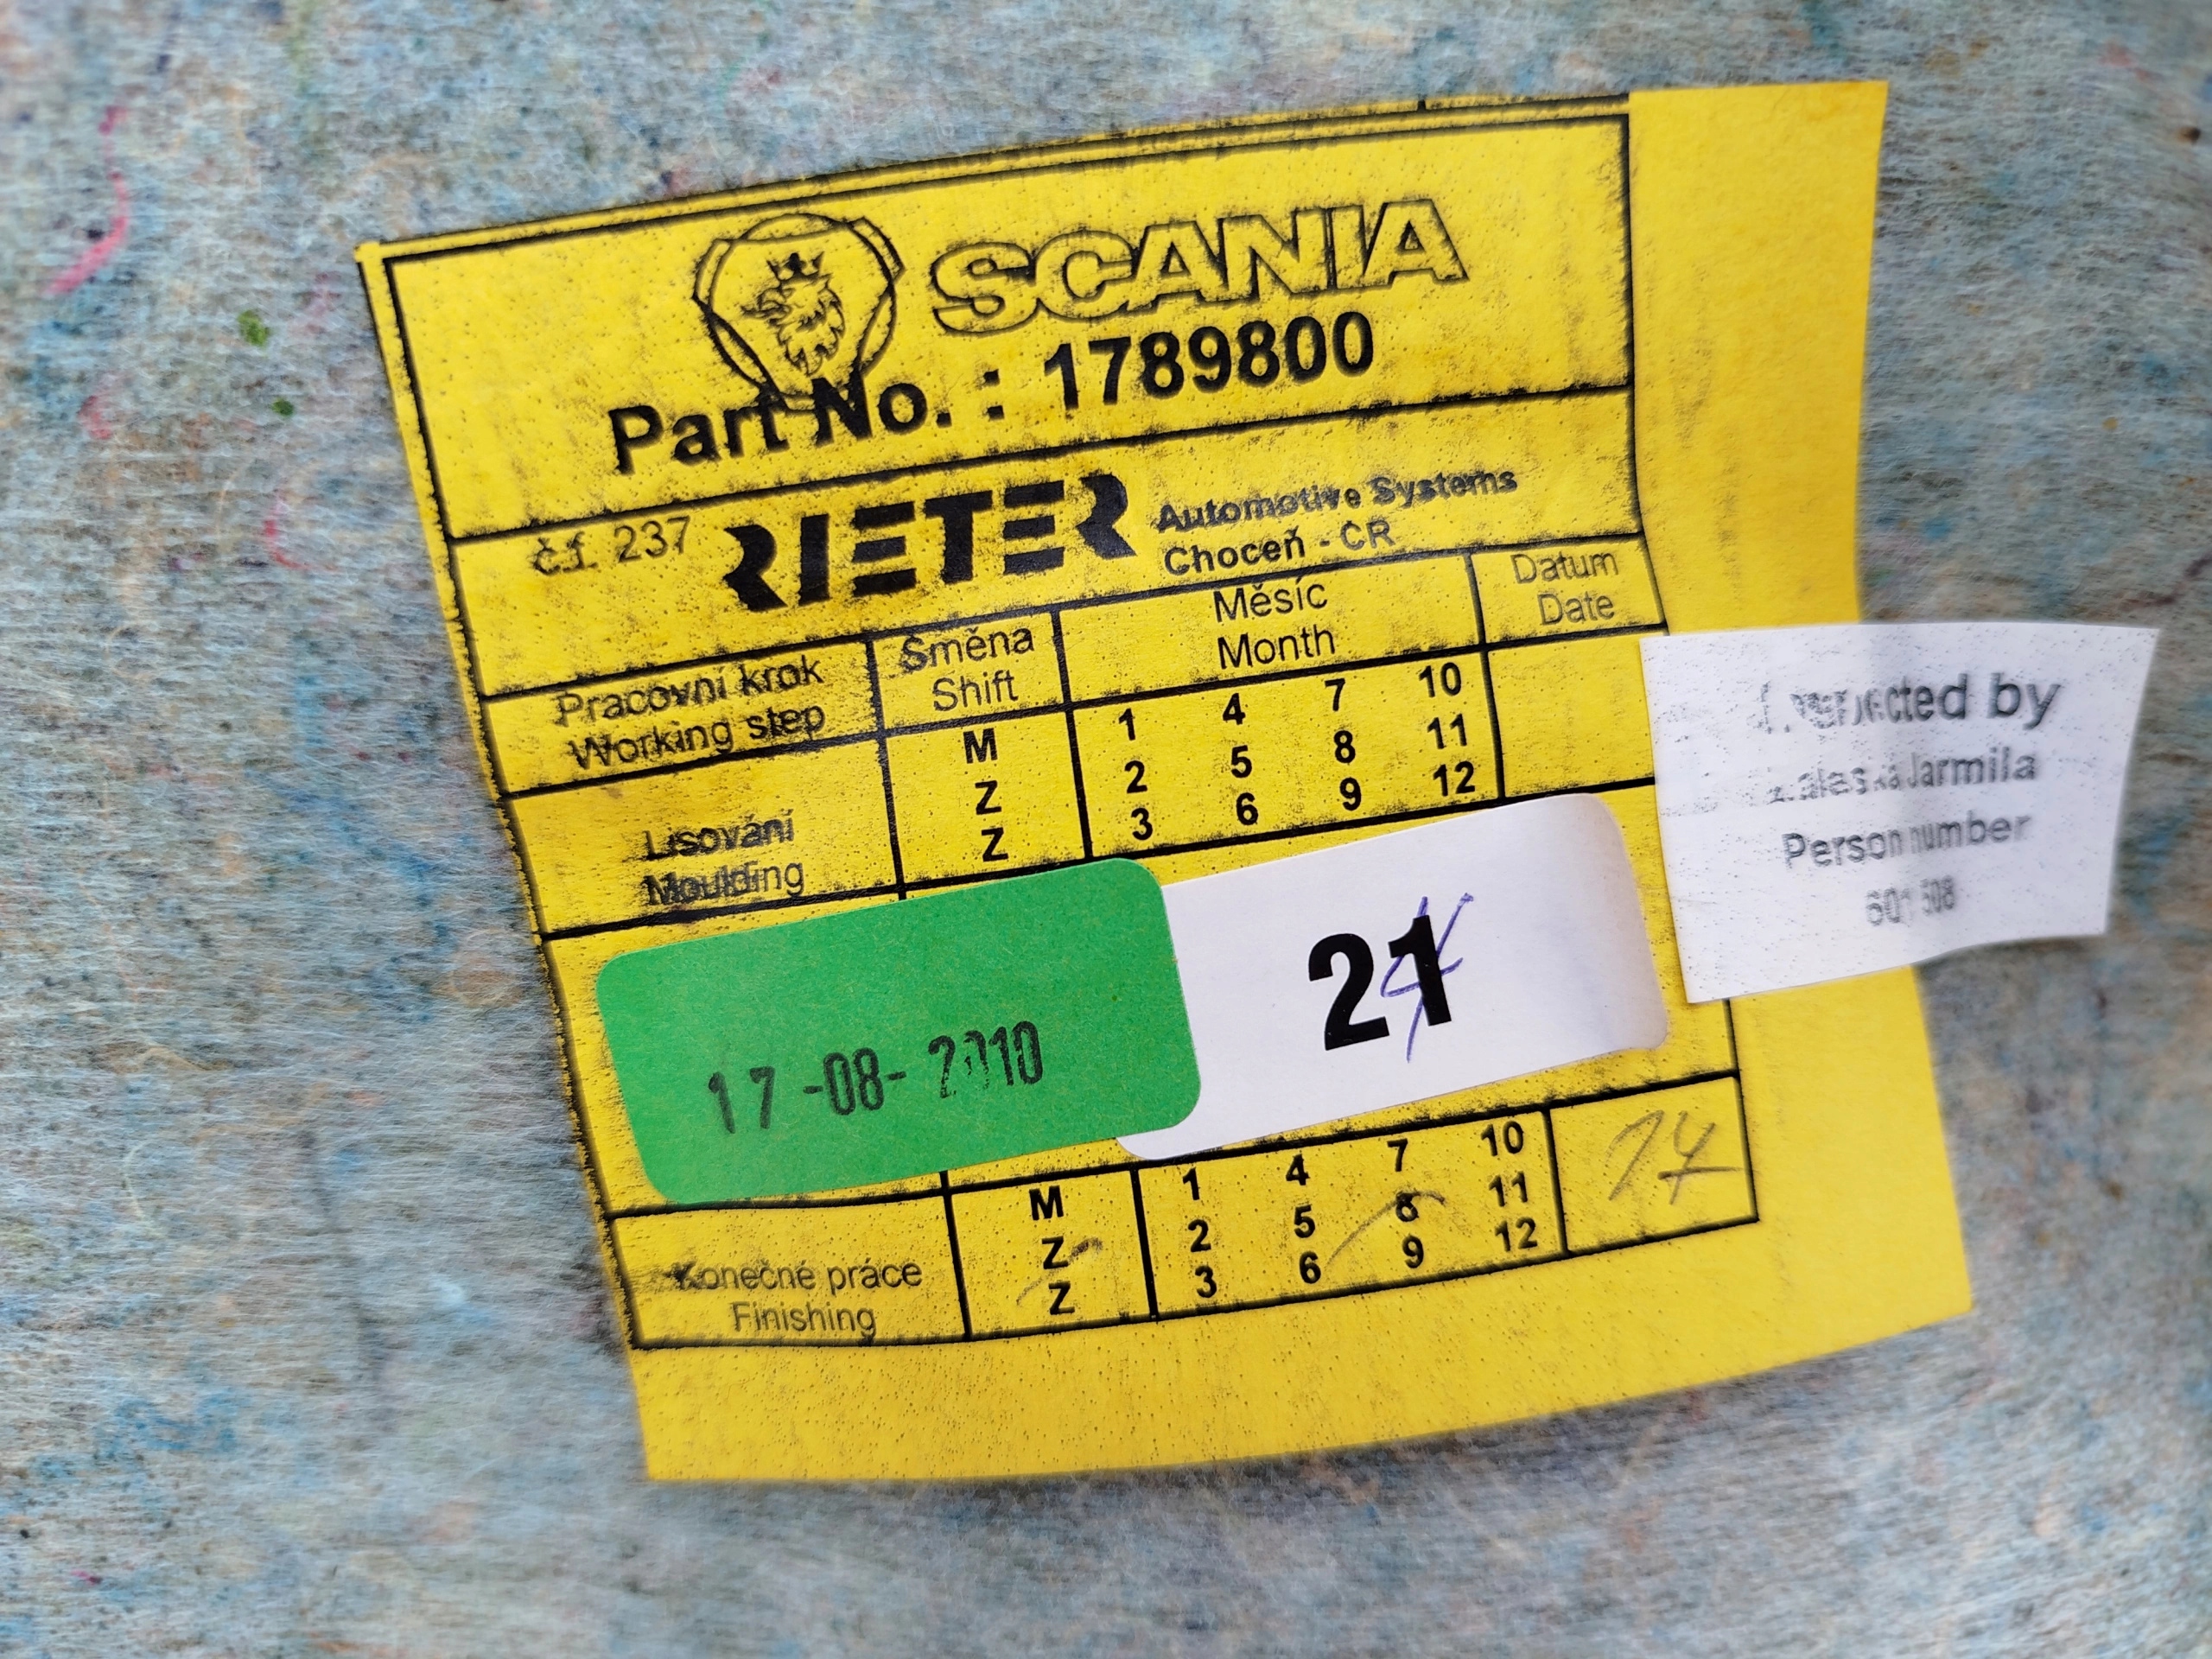 SCANIA
Part No. : 1789800
č.f. 237 RIETER Automotive Systems
Choceň - ČR
Pracovní krok
Working step
Směna
Shift
Měsíc
Month
Datum
Date
Lisování
Moulding
M 1 4 7 10
Z 2 5 8 11
Z 3 6 9 12
17 -08- 2010
21
Konečné práce
Finishing
M 1 4 7 10
Z 2 5 8 11
Z 3 6 9 12
Inspected by
Jarmila
Person number